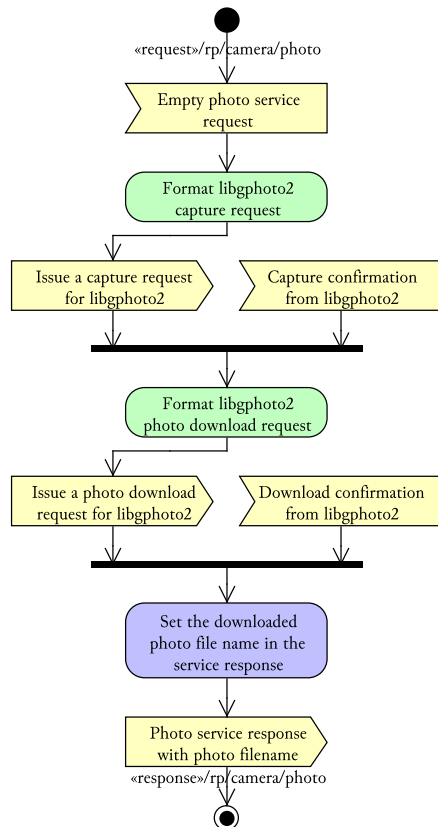 «request»/rp/camera/photo
Empty photo service
request
Format libgphoto2
capture request
Issue a capture request
for libgphoto2
Capture confirmation
from libgphoto2
Format libgphoto2
photo download request
Issue a photo download
request for libgphoto2
Download confirmation
from libgphoto2
Set the downloaded
photo file name in the
service response
Photo service response
with photo filename
«response»/rp/camera/photo